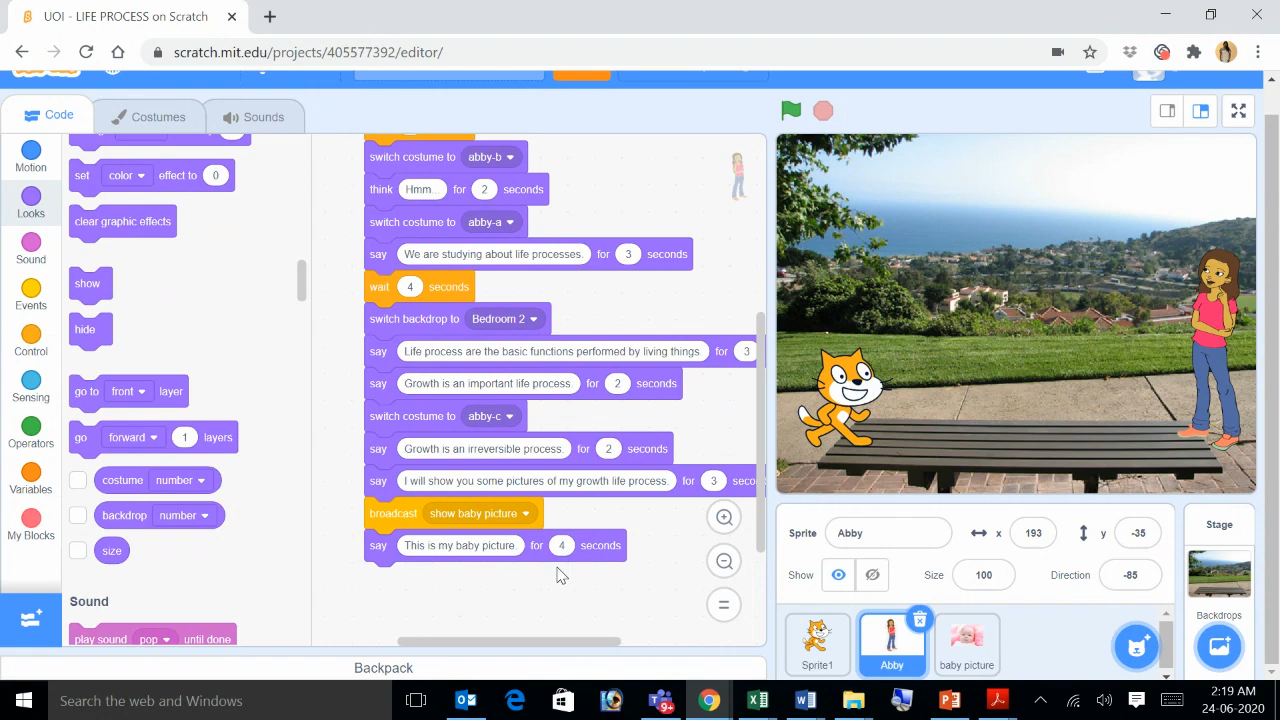 UOI - LIFE PROCESS on Scratch
scratch.mit.edu/projects/405577392/editor/
Code
Costumes
Sounds
Motion
Looks
Sound
Events
Control
Sensing
Operators
Variables
My Blocks
set color effect to 0
clear graphic effects
show
hide
go to front layer
go forward 1 layers
costume number
backdrop number
size
Sound
play sound pop until done
switch costume to abby-b
think Hmm... for 2 seconds
switch costume to abby-a
say We are studying about life processes. for 3 seconds
wait 4 seconds
switch backdrop to Bedroom 2
say Life process are the basic functions performed by living things. for 3
say Growth is an important life process. for 2 seconds
switch costume to abby-c
say Growth is an irreversible process. for 2 seconds
say I will show you some pictures of my growth life process. for 3 seco
broadcast show baby picture
say This is my baby picture. for 4 seconds
Backpack
Sprite Abby x 193 y -35
Show Size 100 Direction -85
Sprite1
Abby
baby picture
Stage
Backdrops
Search the web and Windows
9+
2:19 AM
24-06-2020